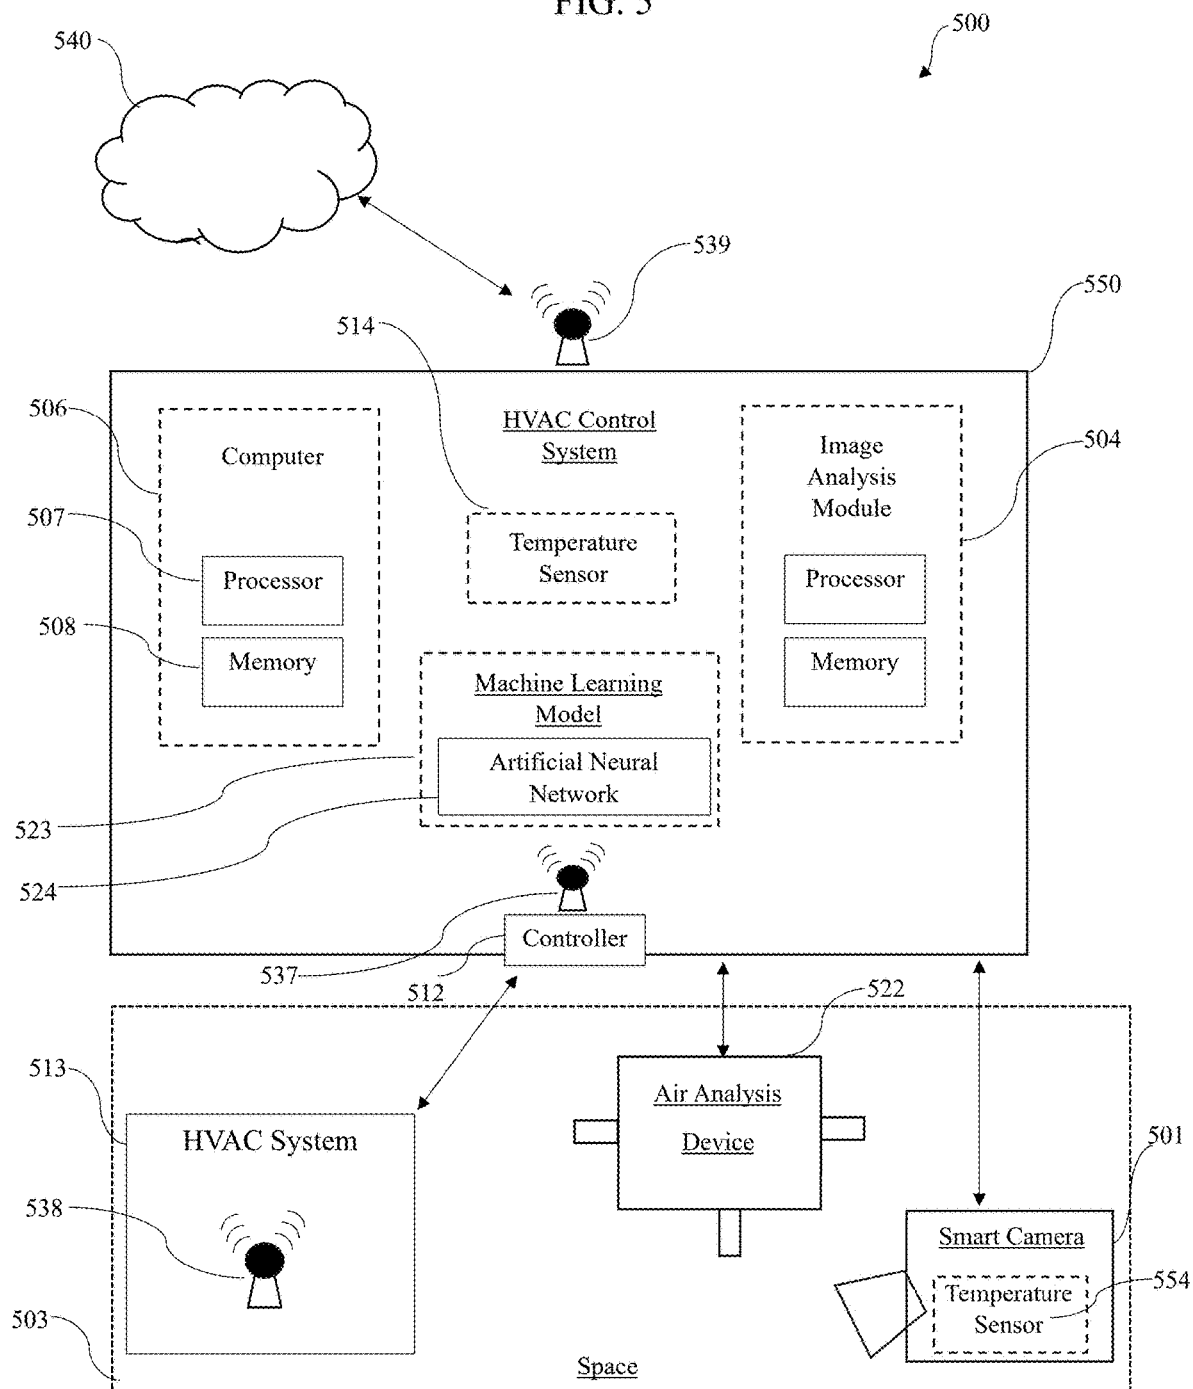 FIG. 5
500
540
539
550
514
506
HVAC Control
System
Computer
Image
Analysis
Module
504
507
Temperature
Sensor
Processor
Processor
508
Memory
Memory
Machine Learning
Model
Artificial Neural
Network
523
524
Controller
537
512
522
513
Air Analysis
Device
HVAC System
501
538
Smart Camera
554
Temperature
Sensor
503
Space